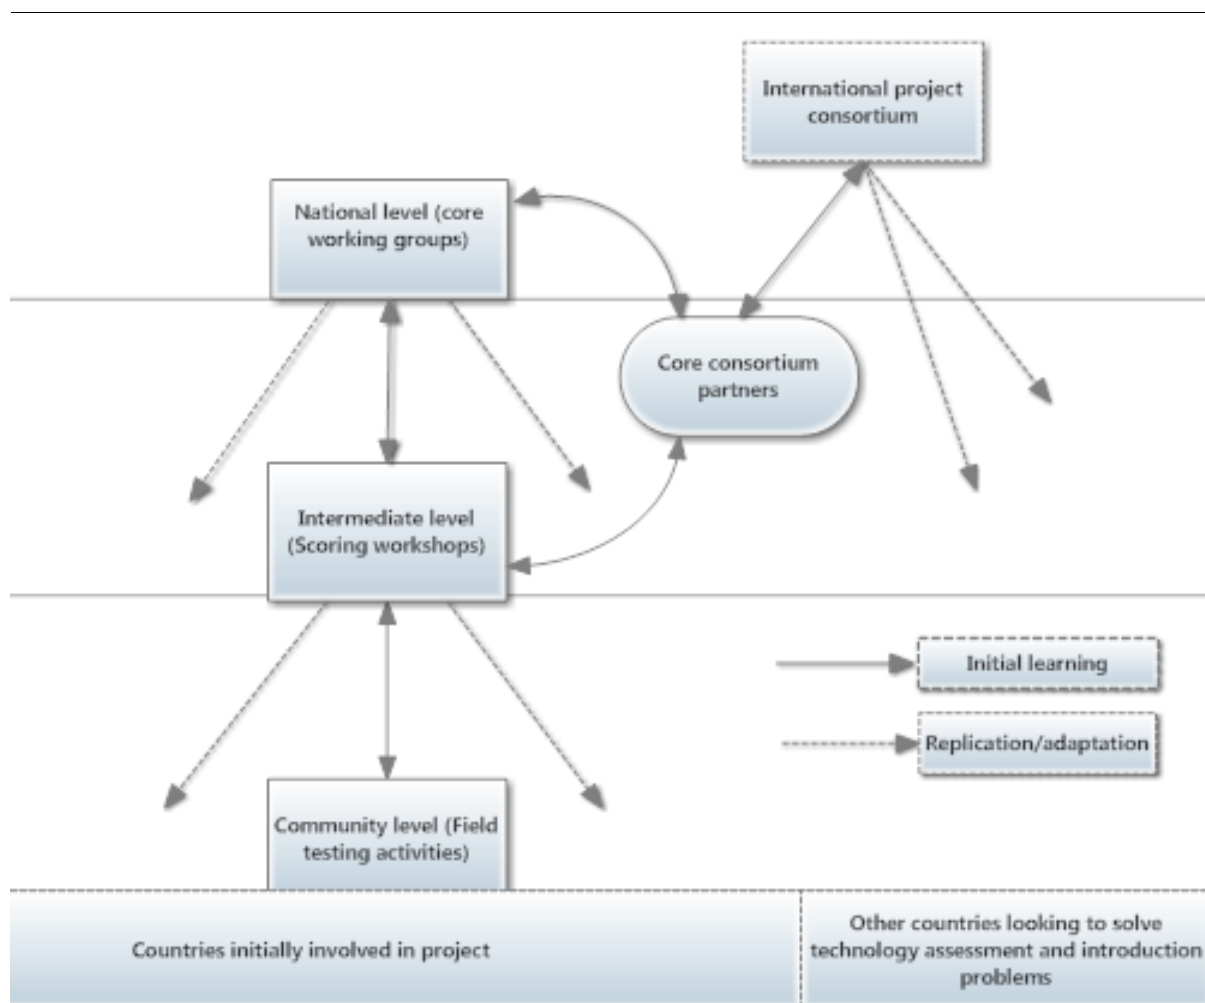 International project
consortium
National level (core
working groups)
Core consortium
partners
Intermediate level
(Scoring workshops)
Initial learning
Replication/adaptation
Community level (Field
testing activities)
Countries initially involved in project
Other countries looking to solve
technology assessment and introduction
problems